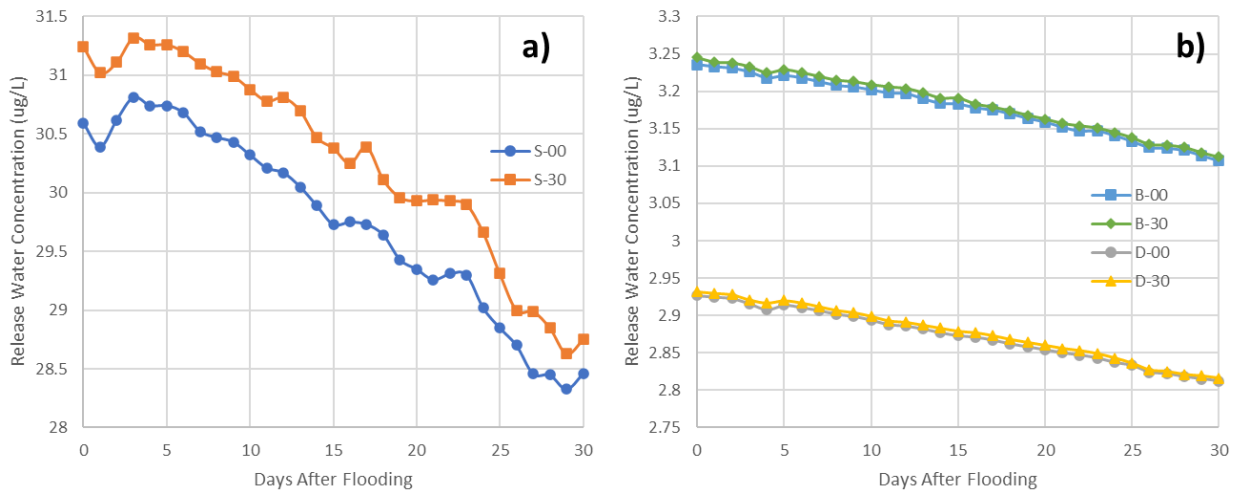 a)
Release Water Concentration (ug/L)
31.5
31
30.5
30
29.5
29
28.5
28
0 5 10 15 20 25 30
Days After Flooding
S-00
S-30
b)
Release Water Concentration (ug/L)
3.3
3.25
3.2
3.15
3.1
3.05
3
2.95
2.9
2.85
2.8
2.75
0 5 10 15 20 25 30
Days After Flooding
B-00
B-30
D-00
D-30